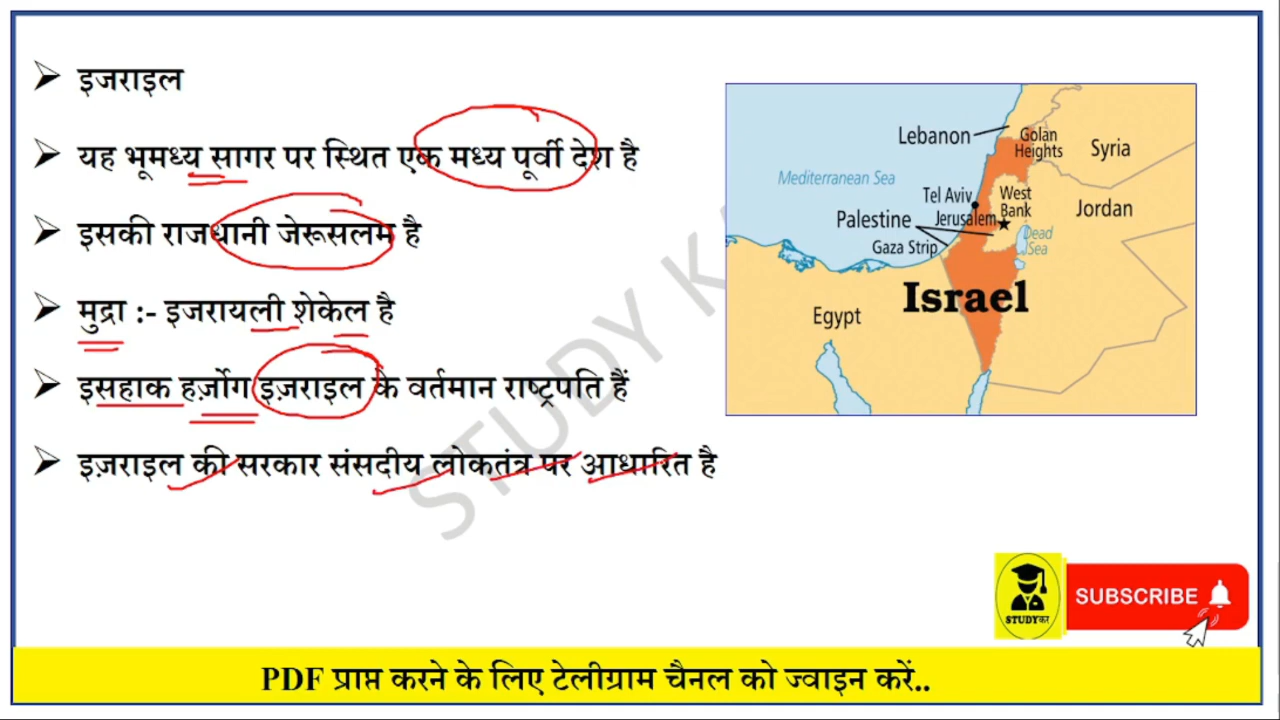 ➢ इजराइल
➢ यह भूमध्य सागर पर स्थित एक मध्य पूर्वी देश है
➢ इसकी राजधानी जेरूसलम है
➢ मुद्रा :- इजरायली शेकेल है
➢ इसहाक हर्ज़ोग इज़राइल के वर्तमान राष्ट्रपति हैं
➢ इज़राइल की सरकार संसदीय लोकतंत्र पर आधारित है
Lebanon
Golan
Heights
Syria
Mediterranean Sea
Tel Aviv
West
Bank
Jordan
Palestine
Jerusalem
Gaza Strip
Dead
Sea
Israel
Egypt
STUDY K
STUDYकर
SUBSCRIBE
PDF प्राप्त करने के लिए टेलीग्राम चैनल को ज्वाइन करें..